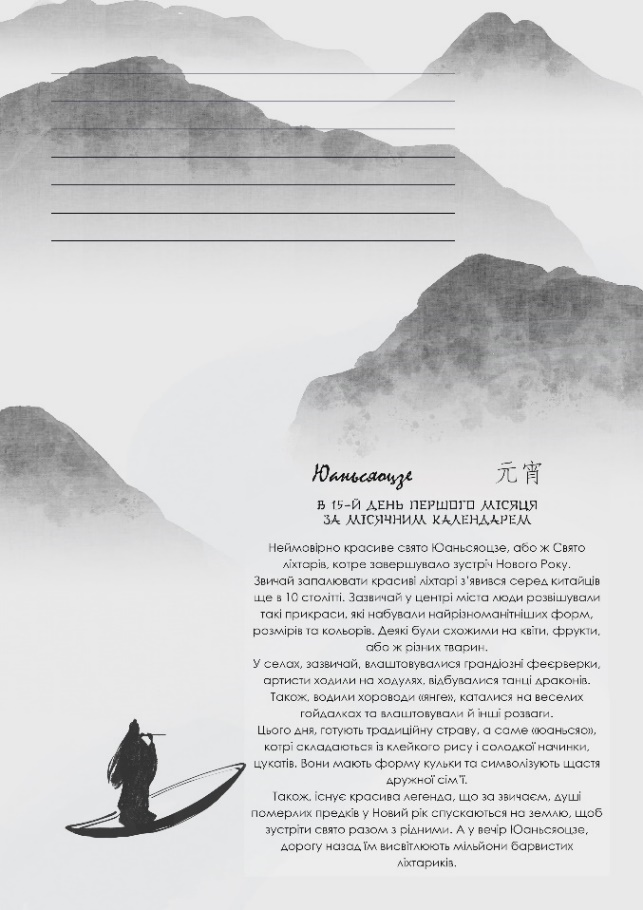 Юаньсяоцзе 元宵
В 15-Й ДЕНЬ ПЕРШОГО МІСЯЦЯ
ЗА МІСЯЧНИМ КАЛЕНДАРЕМ
Неймовірно красиве свято Юаньсяоцзе, або ж Свято
ліхтарів, котре завершувало зустріч Нового Року.
Звичай запалювати красиві ліхтарі з'явився серед китайців
ще в 10 столітті. Зазвичай у центрі міста люди розвішували
такі прикраси, які набували найрізноманітніших форм,
розмірів та кольорів. Деякі були схожими на квіти, фрукти,
або ж різних тварин.
У селах, зазвичай, влаштовувалися грандіозні феєрверки,
артисти ходили на ходулях, відбувалися танці драконів.
Також, водили хороводи «янге», каталися на веселих
гойдалках та влаштовували й інші розваги.
Цього дня, готують традиційну страву, а саме «юаньсяо»,
котрі складаються із клейкого рису і солодкої начинки,
цукатів. Вони мають форму кульки та символізують щастя
дружної сім'ї.
Також, існує красива легенда, що за звичаєм, душі
померлих предків у Новий рік спускаються на землю, щоб
зустріти свято разом з рідними. А у вечір Юаньсяоцзе,
дорогу назад їм висвітлюють мільйони барвистих
ліхтариків.